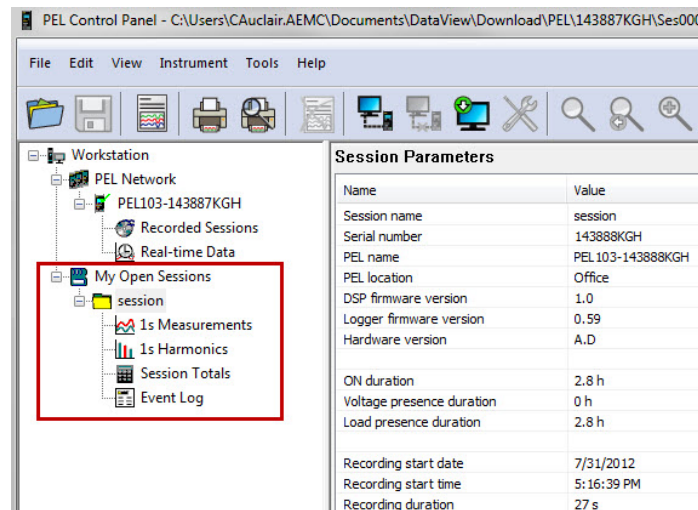 PEL Control Panel - C:\Users\CAuclair.AEMC\Documents\DataView\Download\PEL\143887KGH\Ses000
File Edit View Instrument Tools Help
Workstation
PEL Network
PEL103-143887KGH
Recorded Sessions
Real-time Data
My Open Sessions
session
1s Measurements
1s Harmonics
Session Totals
Event Log
Session Parameters
Name Value
Session name session
Serial number 143888KGH
PEL name PEL103-143888KGH
PEL location Office
DSP firmware version 1.0
Logger firmware version 0.59
Hardware version A.D
ON duration 2.8 h
Voltage presence duration 0 h
Load presence duration 2.8 h
Recording start date 7/31/2012
Recording start time 5:16:39 PM
Recording duration 27 s